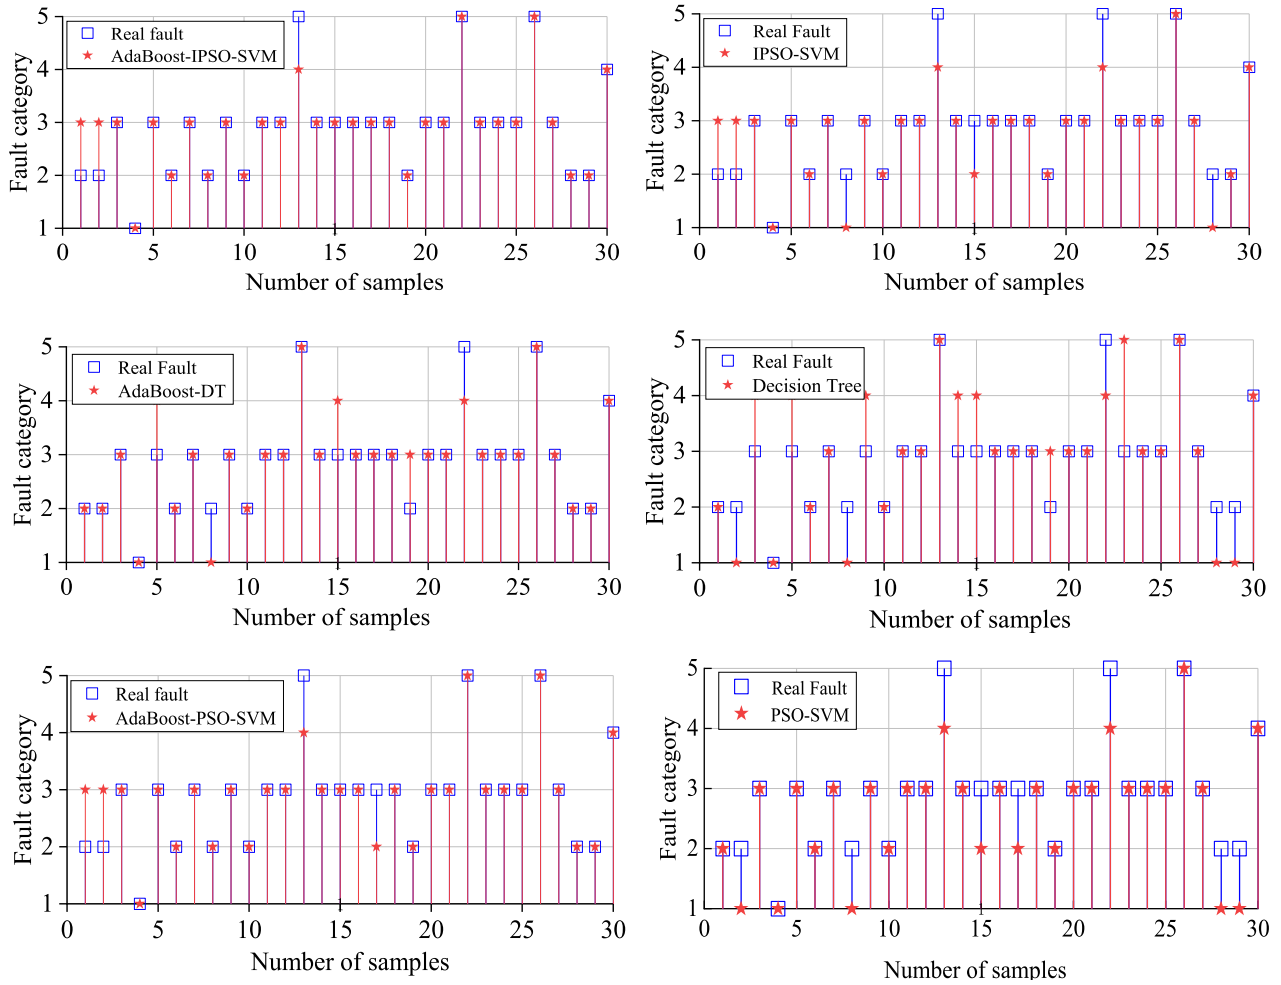 5
4
3
2
1
Fault category
Real fault
AdaBoost-IPSO-SVM
0 5 10 15 20 25 30
Number of samples
5
4
3
2
1
Fault category
Real Fault
IPSO-SVM
0 5 10 15 20 25 30
Number of samples
5
4
3
2
1
Fault category
Real Fault
AdaBoost-DT
0 5 10 15 20 25 30
Number of samples
5
4
3
2
1
Fault category
Real Fault
Decision Tree
0 5 10 15 20 25 30
Number of samples
5
4
3
2
1
Fault category
Real fault
AdaBoost-PSO-SVM
0 5 10 15 20 25 30
Number of samples
5
4
3
2
1
Fault category
Real Fault
PSO-SVM
0 5 10 15 20 25 30
Number of samples